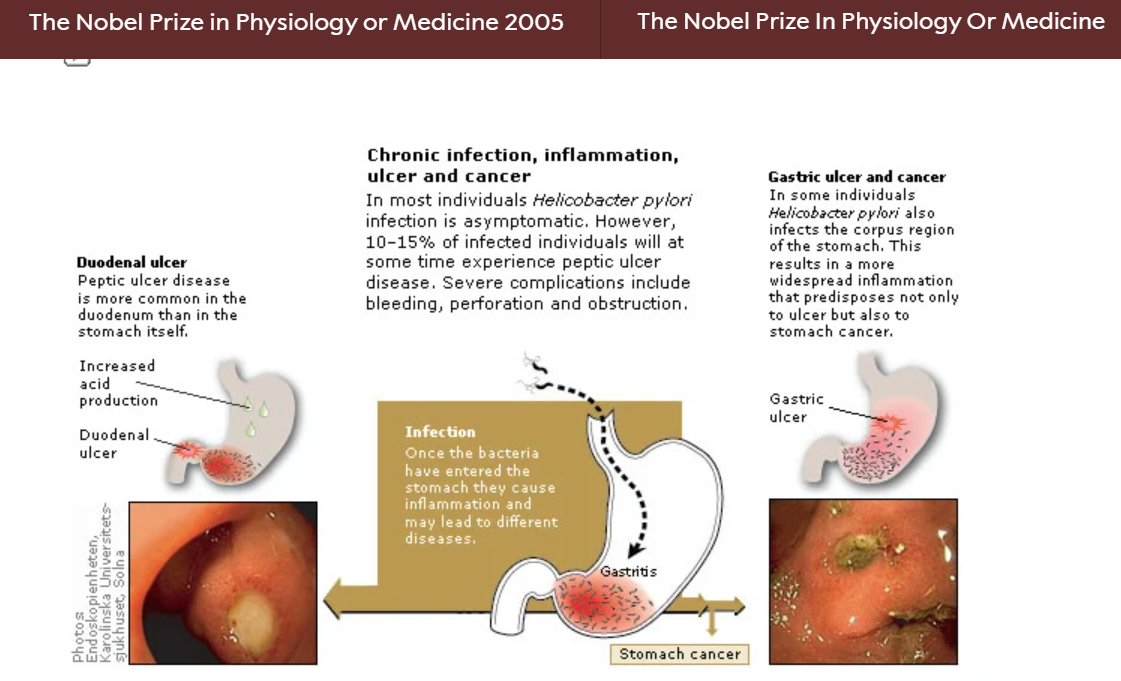 The Nobel Prize in Physiology or Medicine 2005
The Nobel Prize In Physiology Or Medicine
Chronic infection, inflammation,
ulcer and cancer
In most individuals Helicobacter pylori
infection is asymptomatic. However,
10–15% of infected individuals will at
some time experience peptic ulcer
disease. Severe complications include
bleeding, perforation and obstruction.
Duodenal ulcer
Peptic ulcer disease
is more common in the
duodenum than in the
stomach itself.
Increased
acid
production
Duodenal
ulcer
Photos:
Endoskopienheten,
Karolinska Universitets-
sjukhuset, Solna
Infection
Once the bacteria
have entered the
stomach they cause
inflammation and
may lead to different
diseases.
Gastritis
Stomach cancer
Gastric ulcer and cancer
In some individuals
Helicobacter pylori also
infects the corpus region
of the stomach. This
results in a more
widespread inflammation
that predisposes not only
to ulcer but also to
stomach cancer.
Gastric
ulcer